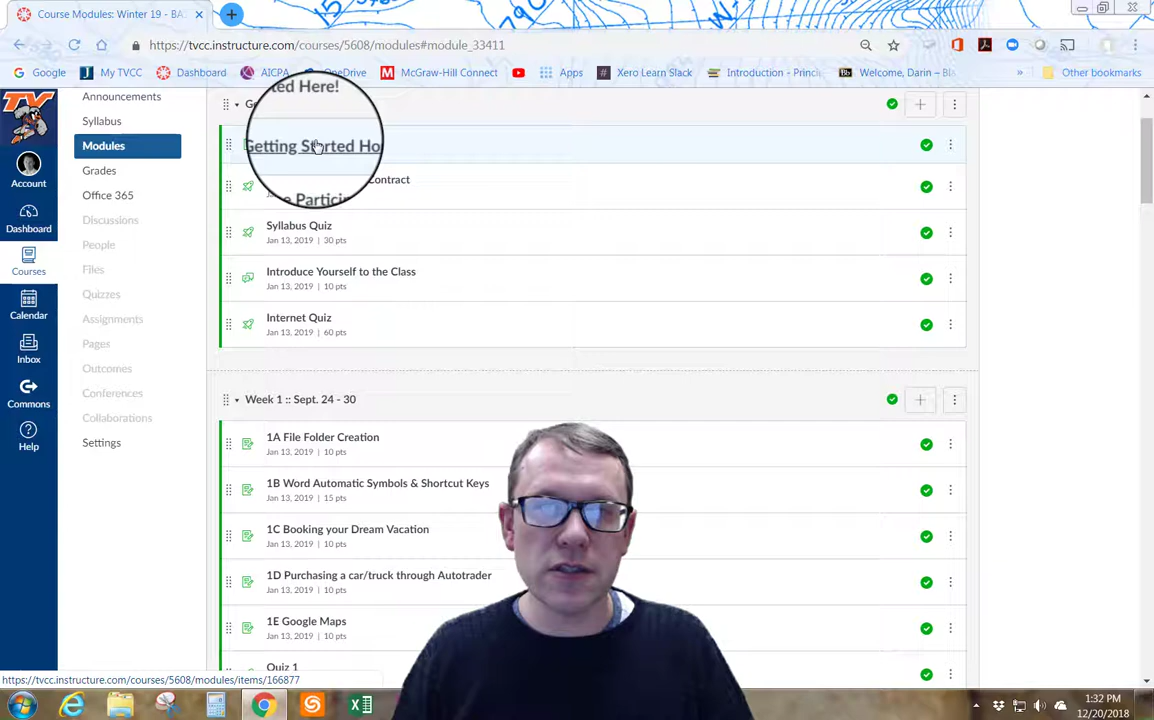 Course Modules: Winter 19 - BA
https://tvcc.instructure.com/courses/5608/modules#module_33411
Google
My TVCC
Dashboard
AICPA
OneDrive
McGraw-Hill Connect
Apps
Xero Learn Slack
Introduction - Princ
Welcome, Darin – Bl
»
Other bookmarks
TV
Account
Dashboard
Courses
Calendar
Inbox
Commons
Help
Announcements
Syllabus
Modules
Grades
Office 365
Discussions
People
Files
Quizzes
Assignments
Pages
Outcomes
Conferences
Collaborations
Settings
ted Here!
Getting Started Ho
Contract
e Partici
Syllabus Quiz
Jan 13, 2019 | 30 pts
Introduce Yourself to the Class
Jan 13, 2019 | 10 pts
Internet Quiz
Jan 13, 2019 | 60 pts
Week 1 :: Sept. 24 - 30
1A File Folder Creation
Jan 13, 2019 | 10 pts
1B Word Automatic Symbols & Shortcut Keys
Jan 13, 2019 | 15 pts
1C Booking your Dream Vacation
Jan 13, 2019 | 10 pts
1D Purchasing a car/truck through Autotrader
Jan 13, 2019 | 10 pts
1E Google Maps
Jan 13, 2019 | 10 pts
Quiz 1
https://tvcc.instructure.com/courses/5608/modules/items/166877
1:32 PM
12/20/2018